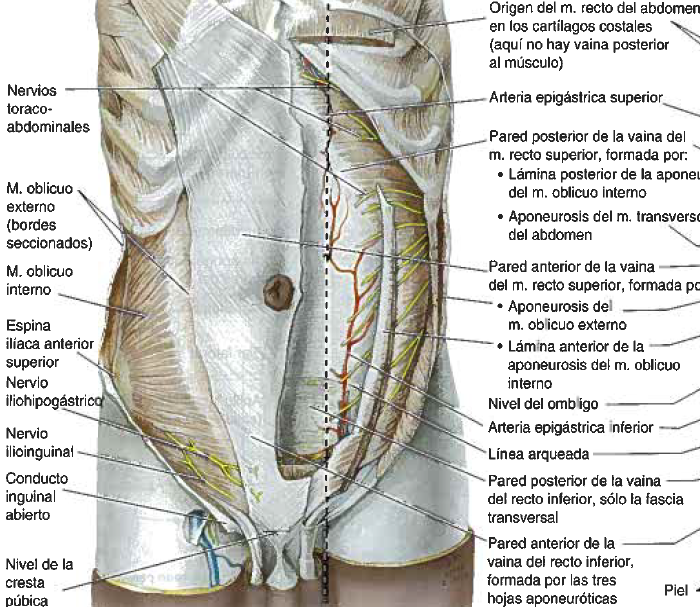 Origen del m. recto del abdomen
en los cartílagos costales
(aquí no hay vaina posterior
al músculo)
Arteria epigástrica superior
Pared posterior de la vaina del
m. recto superior, formada por:
• Lámina posterior de la aponeu
del m. oblicuo interno
• Aponeurosis del m. transverso
del abdomen
Pared anterior de la vaina
del m. recto superior, formada po
• Aponeurosis del
m. oblicuo externo
• Lámina anterior de la
aponeurosis del m. oblicuo
interno
Nivel del ombligo
Arteria epigástrica inferior
Línea arqueada
Pared posterior de la vaina
del recto inferior, sólo la fascia
transversal
Pared anterior de la
vaina del recto inferior,
formada por las tres
hojas aponeuróticas
Piel
Nervios
toraco-
abdominales
M. oblicuo
externo
(bordes
seccionados)
M. oblicuo
interno
Espina
ilíaca anterior
superior
Nervio
iliohipogástrico
Nervio
ilioinguinal
Conducto
inguinal
abierto
Nivel de la
cresta
púbica